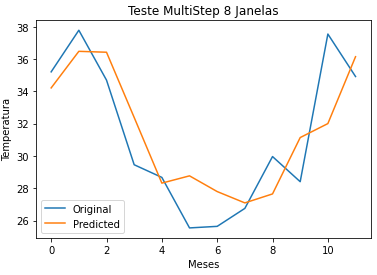 Teste MultiStep 8 Janelas
Temperatura
38
36
34
32
30
28
26
Original
Predicted
0 2 4 6 8 10
Meses